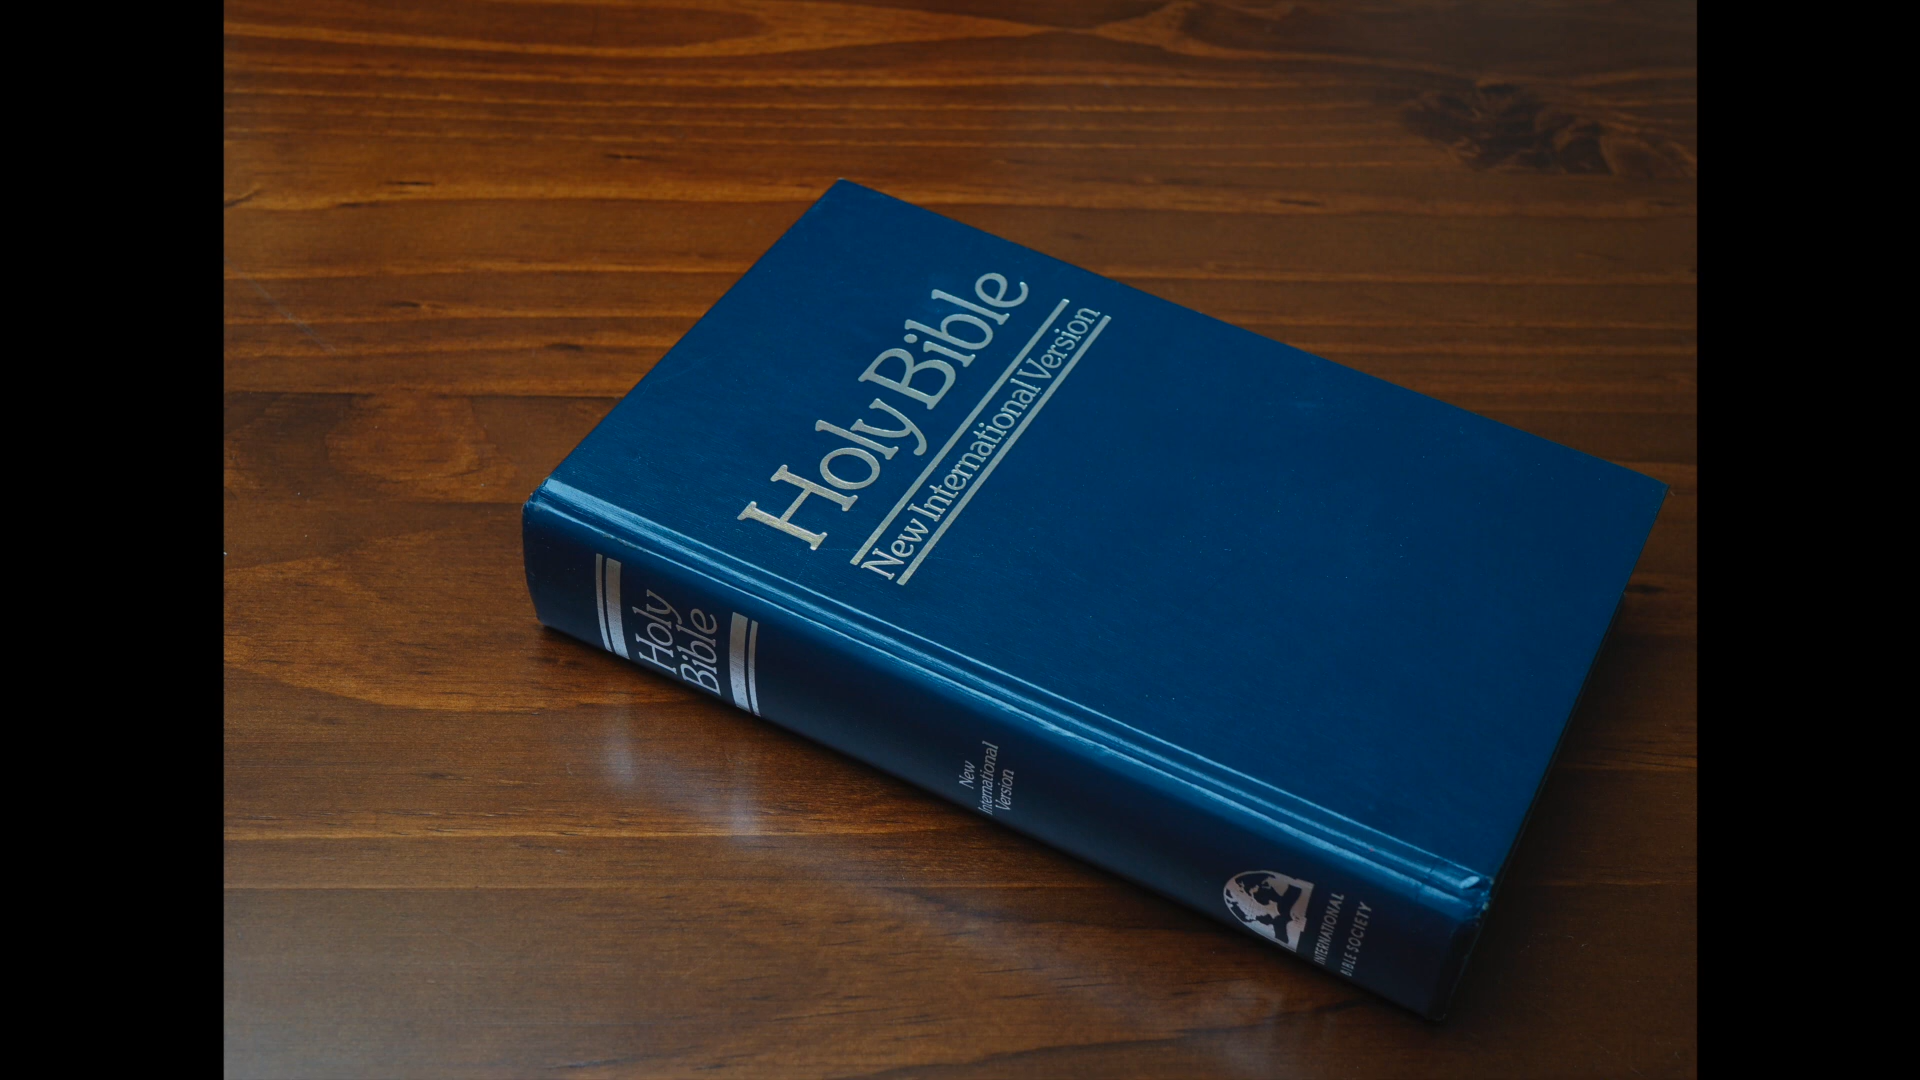 Holy Bible
New International Version
Holy
Bible
New
International
Version
INTERNATIONAL
BIBLE SOCIETY